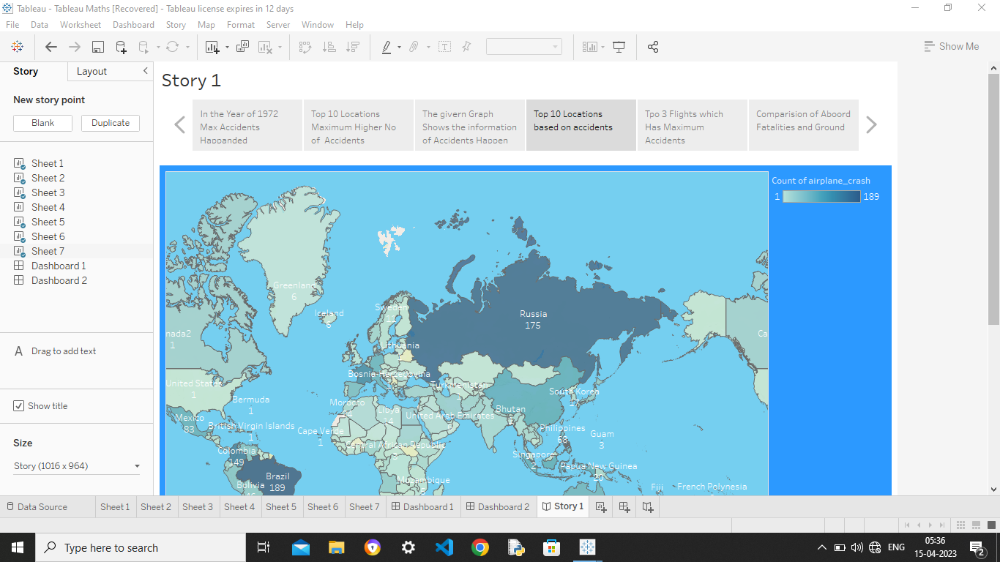 Tableau - Tableau Maths [Recovered] - Tableau license expires in 12 days
File Data Worksheet Dashboard Story Map Format Server Window Help
Show Me
Story Layout
New story point
Blank Duplicate
Sheet 1
Sheet 2
Sheet 3
Sheet 4
Sheet 5
Sheet 6
Sheet 7
Dashboard 1
Dashboard 2
A Drag to add text
Show title
Size
Story (1016 x 964)
Story 1
In the Year of 1972
Max Accidents
Happanded
Top 10 Locations
Maximum Higher No
of Accidents
The givern Graph
Shows the information
of Accidents Happen
Top 10 Locations
based on accidents
Tpo 3 Flights which
Has Maximum
Accidents
Comparision of Aboord
Fatalities and Ground
Count of airplane_crash
1 189
Greenland
6
Iceland
Sweden
11
Russia
175
nada2
1
Ca
Lithuania
Bosnia-Herzegovina
United States
1
Bermuda
1
Turkmenistan
South Korea
17
Morocco
Libya
14
United Arab Emirates
Bhutan
Mexico
83
British Virgin Islands
1
Cape Verde
1
Philippines
68
Guam
3
Colombia
149
Central African Republic
Singapore
2
Papua New Guinea
20
Brazil
189
Bolivia
Mozambique
Fiji
French Polynesia
Data Source Sheet 1 Sheet 2 Sheet 3 Sheet 4 Sheet 5 Sheet 6 Sheet 7 Dashboard 1 Dashboard 2 Story 1
Type here to search
ENG
05:36
15-04-2023
2